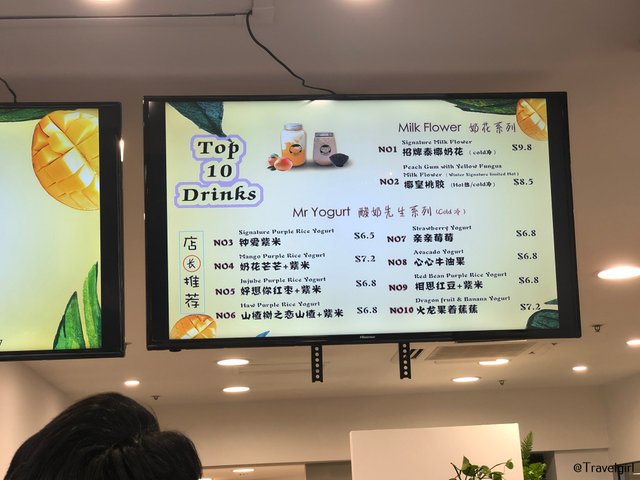 Top
10
Drinks
店长推荐
Milk Flower 奶花系列
Signature Milk Flower
NO1 招牌泰椰奶花 (cold冷) $9.8
Peach Gum with Yellow Fungus
Milk Flower (Winter Signature limited Hot)
NO2 椰皇桃胶 (Hot热/cold冷) $8.5
Mr Yogurt 酸奶先生系列 (Cold 冷)
Signature Purple Rice Yogurt
NO3 钟爱紫米 $6.5
Mango Purple Rice Yogurt
NO4 奶花芒芒+紫米 $7.2
Jujube Purple Rice Yogurt
NO5 好想你红枣+紫米 $6.8
Haw Purple Rice Yogurt
NO6 山楂树之恋山楂+紫米 $6.8
Strawberry Yogurt
NO7 亲亲莓莓 $6.8
Avacado Yogurt
NO8 心心牛油果 $6.8
Red Bean Purple Rice Yogurt
NO9 相思红豆+紫米 $6.8
Dragon fruil & Banana Yogurt
NO10 火龙果着蕉蕉 $7.2
Hisense
@Travelgirl